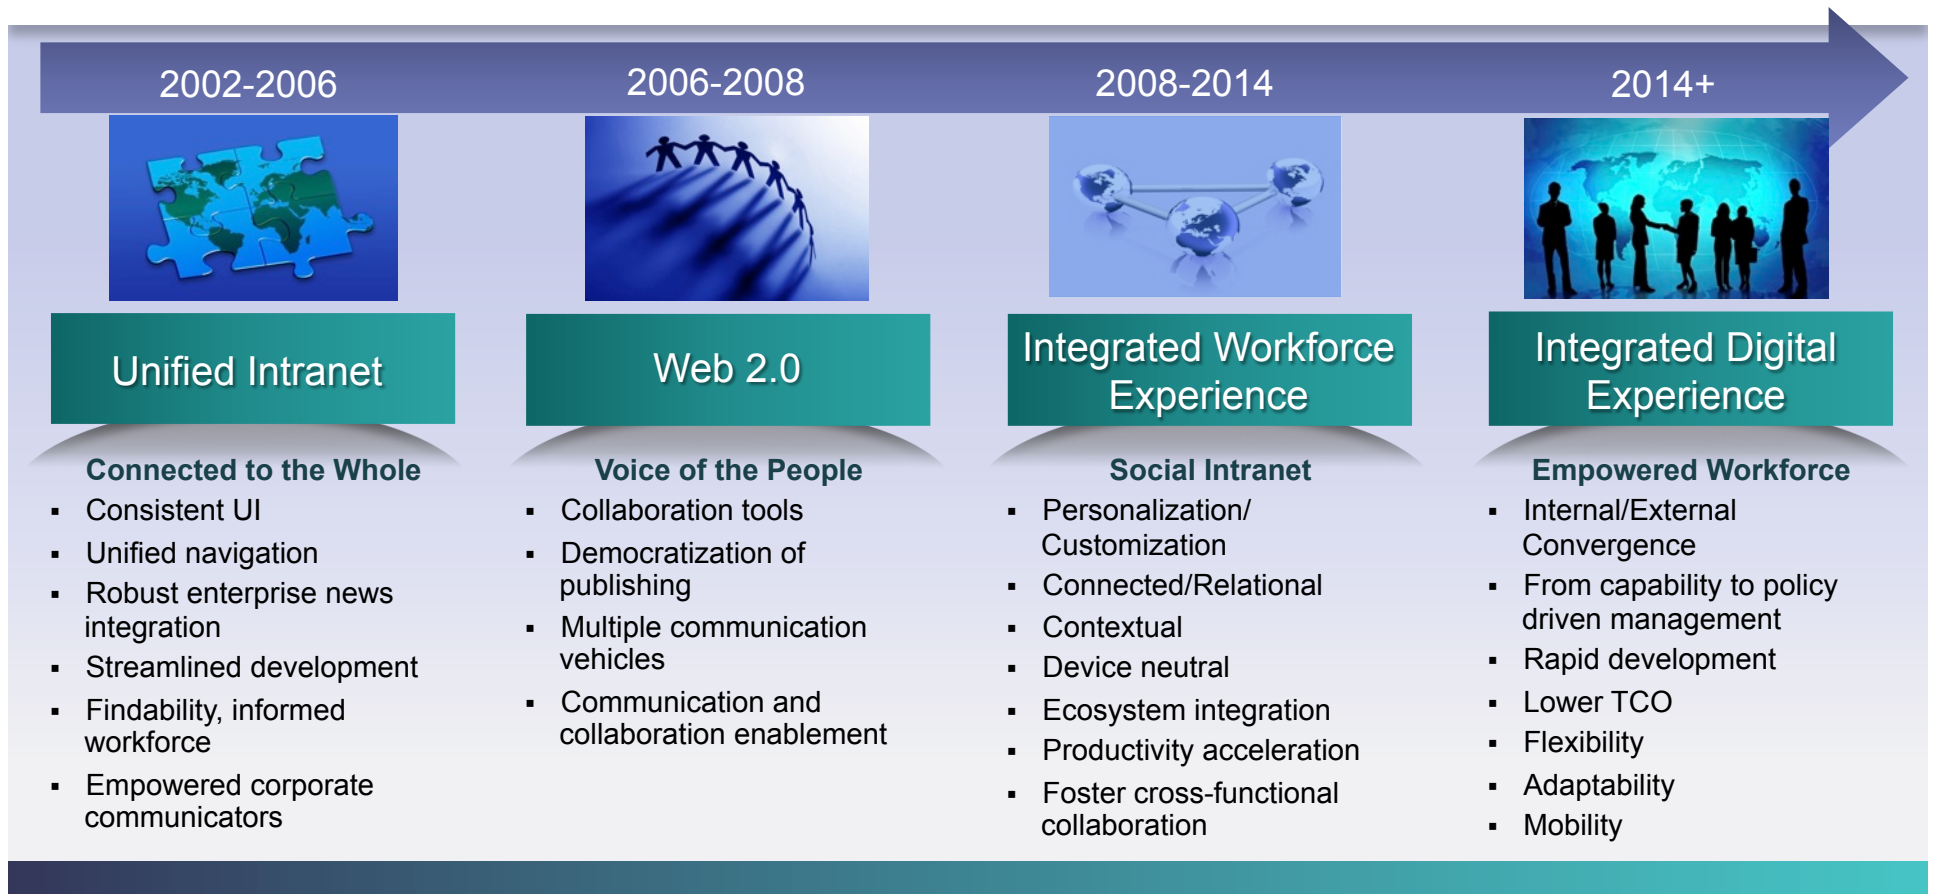 2002-2006
2006-2008
2008-2014
2014+
Unified Intranet
Connected to the Whole
▪ Consistent UI
▪ Unified navigation
▪ Robust enterprise news
integration
▪ Streamlined development
▪ Findability, informed
workforce
▪ Empowered corporate
communicators
Web 2.0
Voice of the People
▪ Collaboration tools
▪ Democratization of
publishing
▪ Multiple communication
vehicles
▪ Communication and
collaboration enablement
Integrated Workforce
Experience
Social Intranet
▪ Personalization/
Customization
▪ Connected/Relational
▪ Contextual
▪ Device neutral
▪ Ecosystem integration
▪ Productivity acceleration
▪ Foster cross-functional
collaboration
Integrated Digital
Experience
Empowered Workforce
▪ Internal/External
Convergence
▪ From capability to policy
driven management
▪ Rapid development
▪ Lower TCO
▪ Flexibility
▪ Adaptability
▪ Mobility